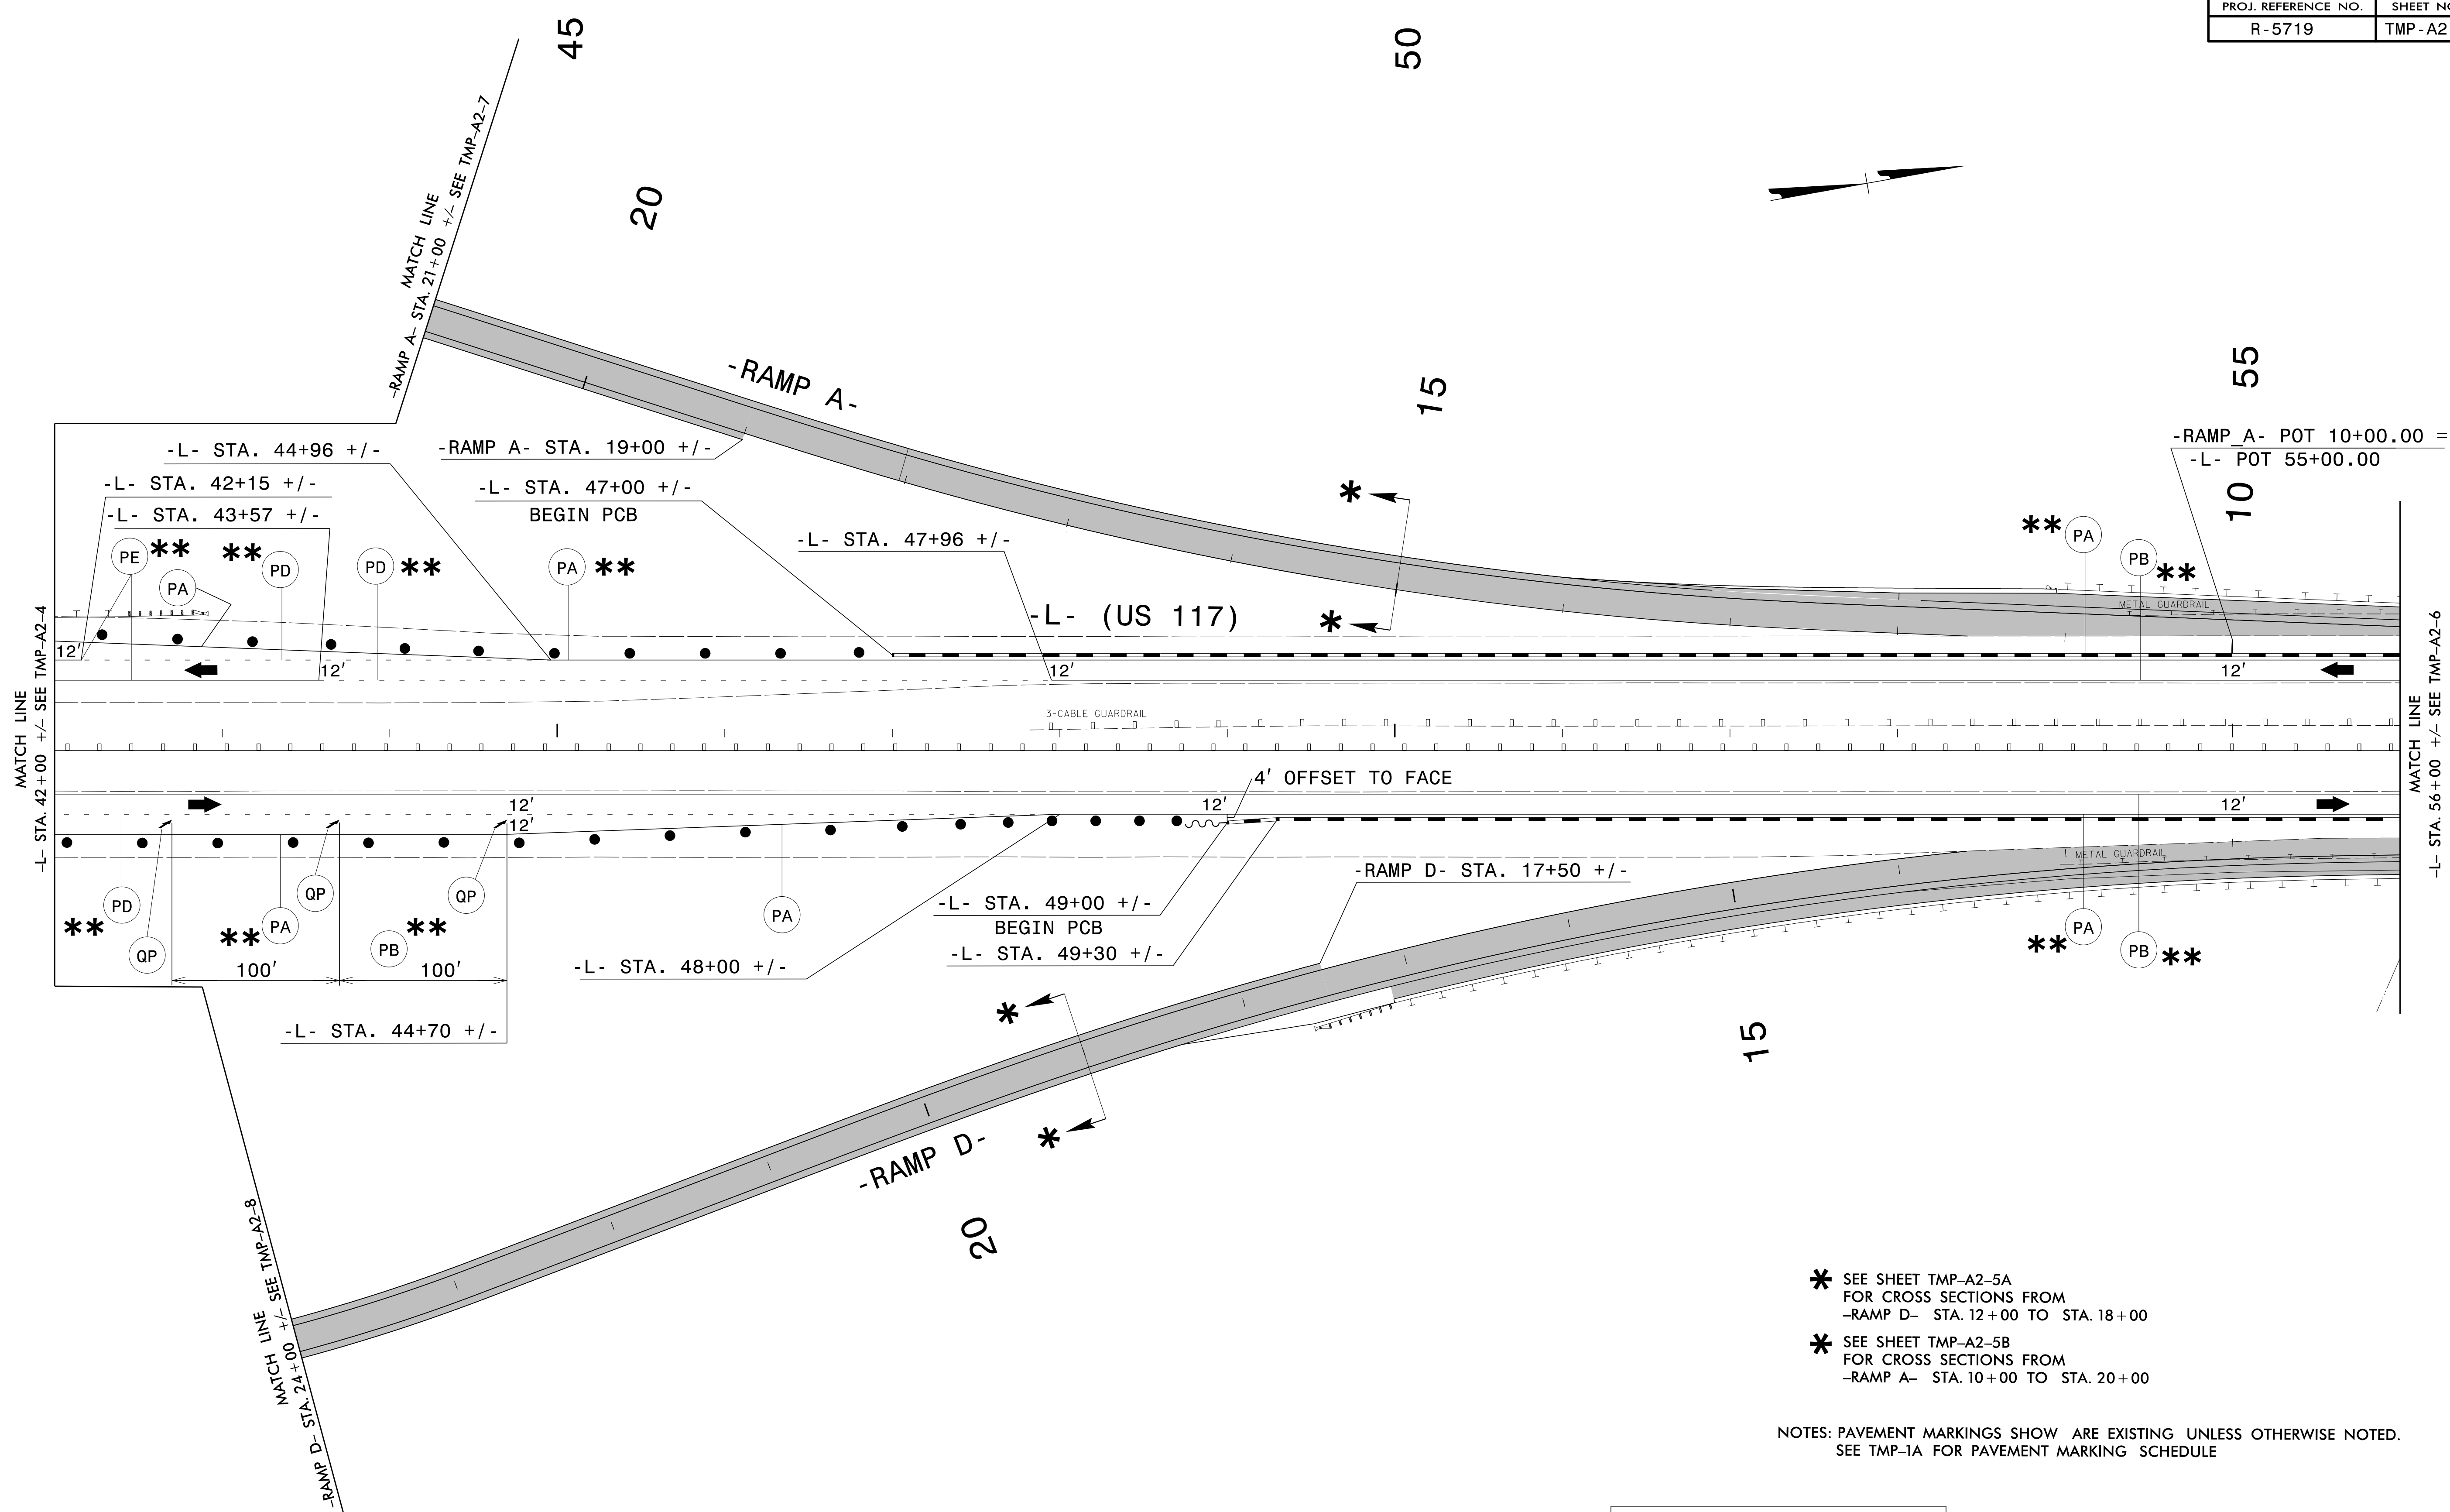 PROJ. REFERENCE NO.
SHEET
R-5719
TMP-A2
45
50
MATCH LINE
-RAMP A- STA. 21+00 +/- SEE TMP-A2-7
20
-RAMP A-
15
55
-RAMP_A- POT 10+00.00 =
-L- POT 55+00.00
10
-L- STA. 44+96 +/-
-RAMP A- STA. 19+00 +/-
-L- STA. 42+15 +/-
-L- STA. 47+00 +/-
BEGIN PCB
-L- STA. 43+57 +/-
-L- STA. 47+96 +/-
*
PE **
** PD
PD **
PA **
PA
** PA
PB **
METAL GUARDRAIL
-L- (US 117)
*
12'
12'
12'
12'
MATCH LINE
-L- STA. 42+00 +/- SEE TMP-A2-4
MATCH LINE
-L- STA. 56+00 +/- SEE TMP-A2-6
3-CABLE GUARDRAIL
4' OFFSET TO FACE
12'
12'
12'
12'
METAL GUARDRAIL
-RAMP D- STA. 17+50 +/-
PD
**
QP
QP
PA
**
PB **
QP
PA
-L- STA. 49+00 +/-
BEGIN PCB
-L- STA. 49+30 +/-
PA
**
PB **
100'
100'
-L- STA. 48+00 +/-
-L- STA. 44+70 +/-
*
*
15
-RAMP D-
20
MATCH LINE
-RAMP D- STA. 24+00 +/- SEE TMP-A2-8
* SEE SHEET TMP-A2-5A
FOR CROSS SECTIONS FROM
-RAMP D- STA. 12+00 TO STA. 18+00
* SEE SHEET TMP-A2-5B
FOR CROSS SECTIONS FROM
-RAMP A- STA. 10+00 TO STA. 20+00
NOTES: PAVEMENT MARKINGS SHOW ARE EXISTING UNLESS OTHERWISE NOTED.
SEE TMP-1A FOR PAVEMENT MARKING SCHEDULE